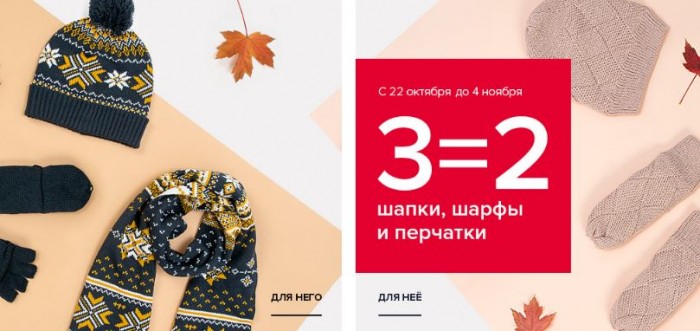 С 22 октября до 4 ноября
3=2
шапки, шарфы
и перчатки
ДЛЯ НЕГО
ДЛЯ НЕЁ